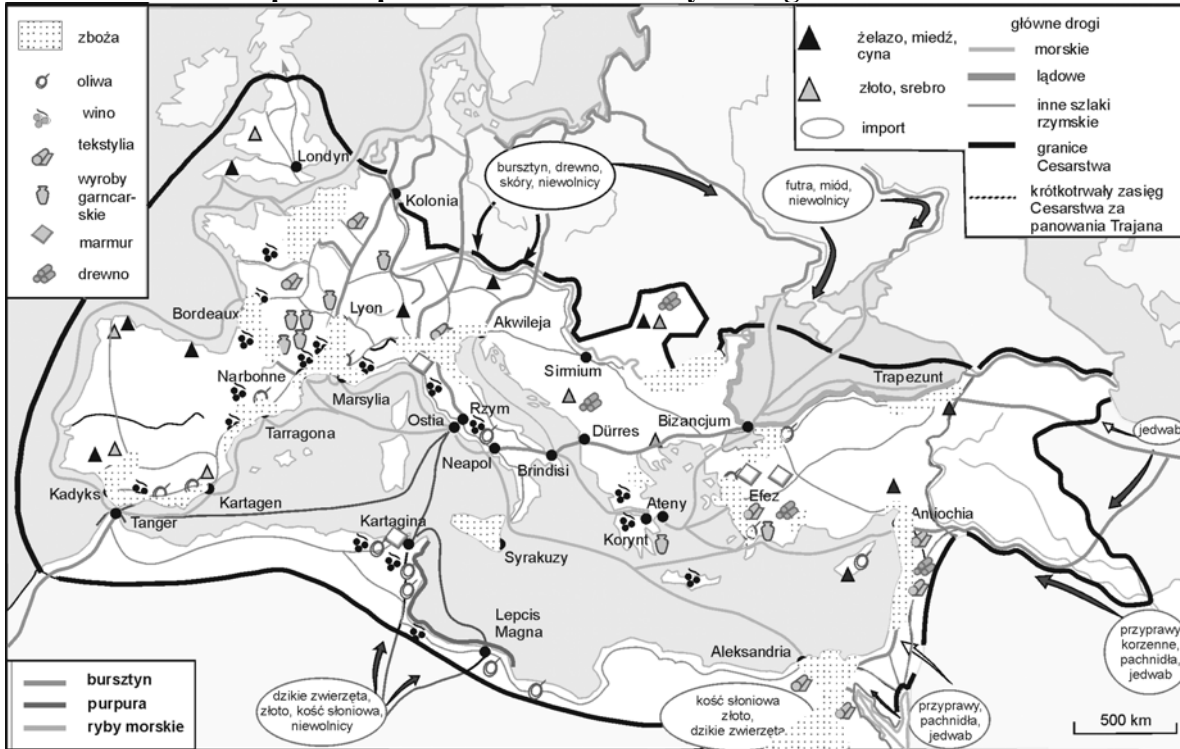 zboża
oliwa
wino
tekstylia
wyroby
garncar-
skie
marmur
drewno
żelazo, miedź,
cyna
złoto, srebro
import
główne drogi
morskie
lądowe
inne szlaki
rzymskie
granice
Cesarstwa
krótkotrwały zasięg
Cesarstwa za
panowania Trajana
Londyn
Kolonia
bursztyn, drewno,
skóry, niewolnicy
futra, miód,
niewolnicy
Bordeaux
Lyon
Akwileja
Sirmium
Trapezunt
Narbonne
Marsylia
Tarragona
Ostia
Rzym
Neapol
Brindisi
Dürres
Bizancjum
jedwab
Kadyks
Tanger
Kartagen
Kartagina
Syrakuzy
Korynt
Ateny
Efez
Antiochia
Lepcis
Magna
Aleksandria
przyprawy
korzenne,
pachnidła,
jedwab
dzikie zwierzęta,
złoto, kość słoniowa,
niewolnicy
kość słoniowa
złoto,
dzikie zwierzęta
przyprawy,
pachnidła,
jedwab
bursztyn
purpura
ryby morskie
500 km